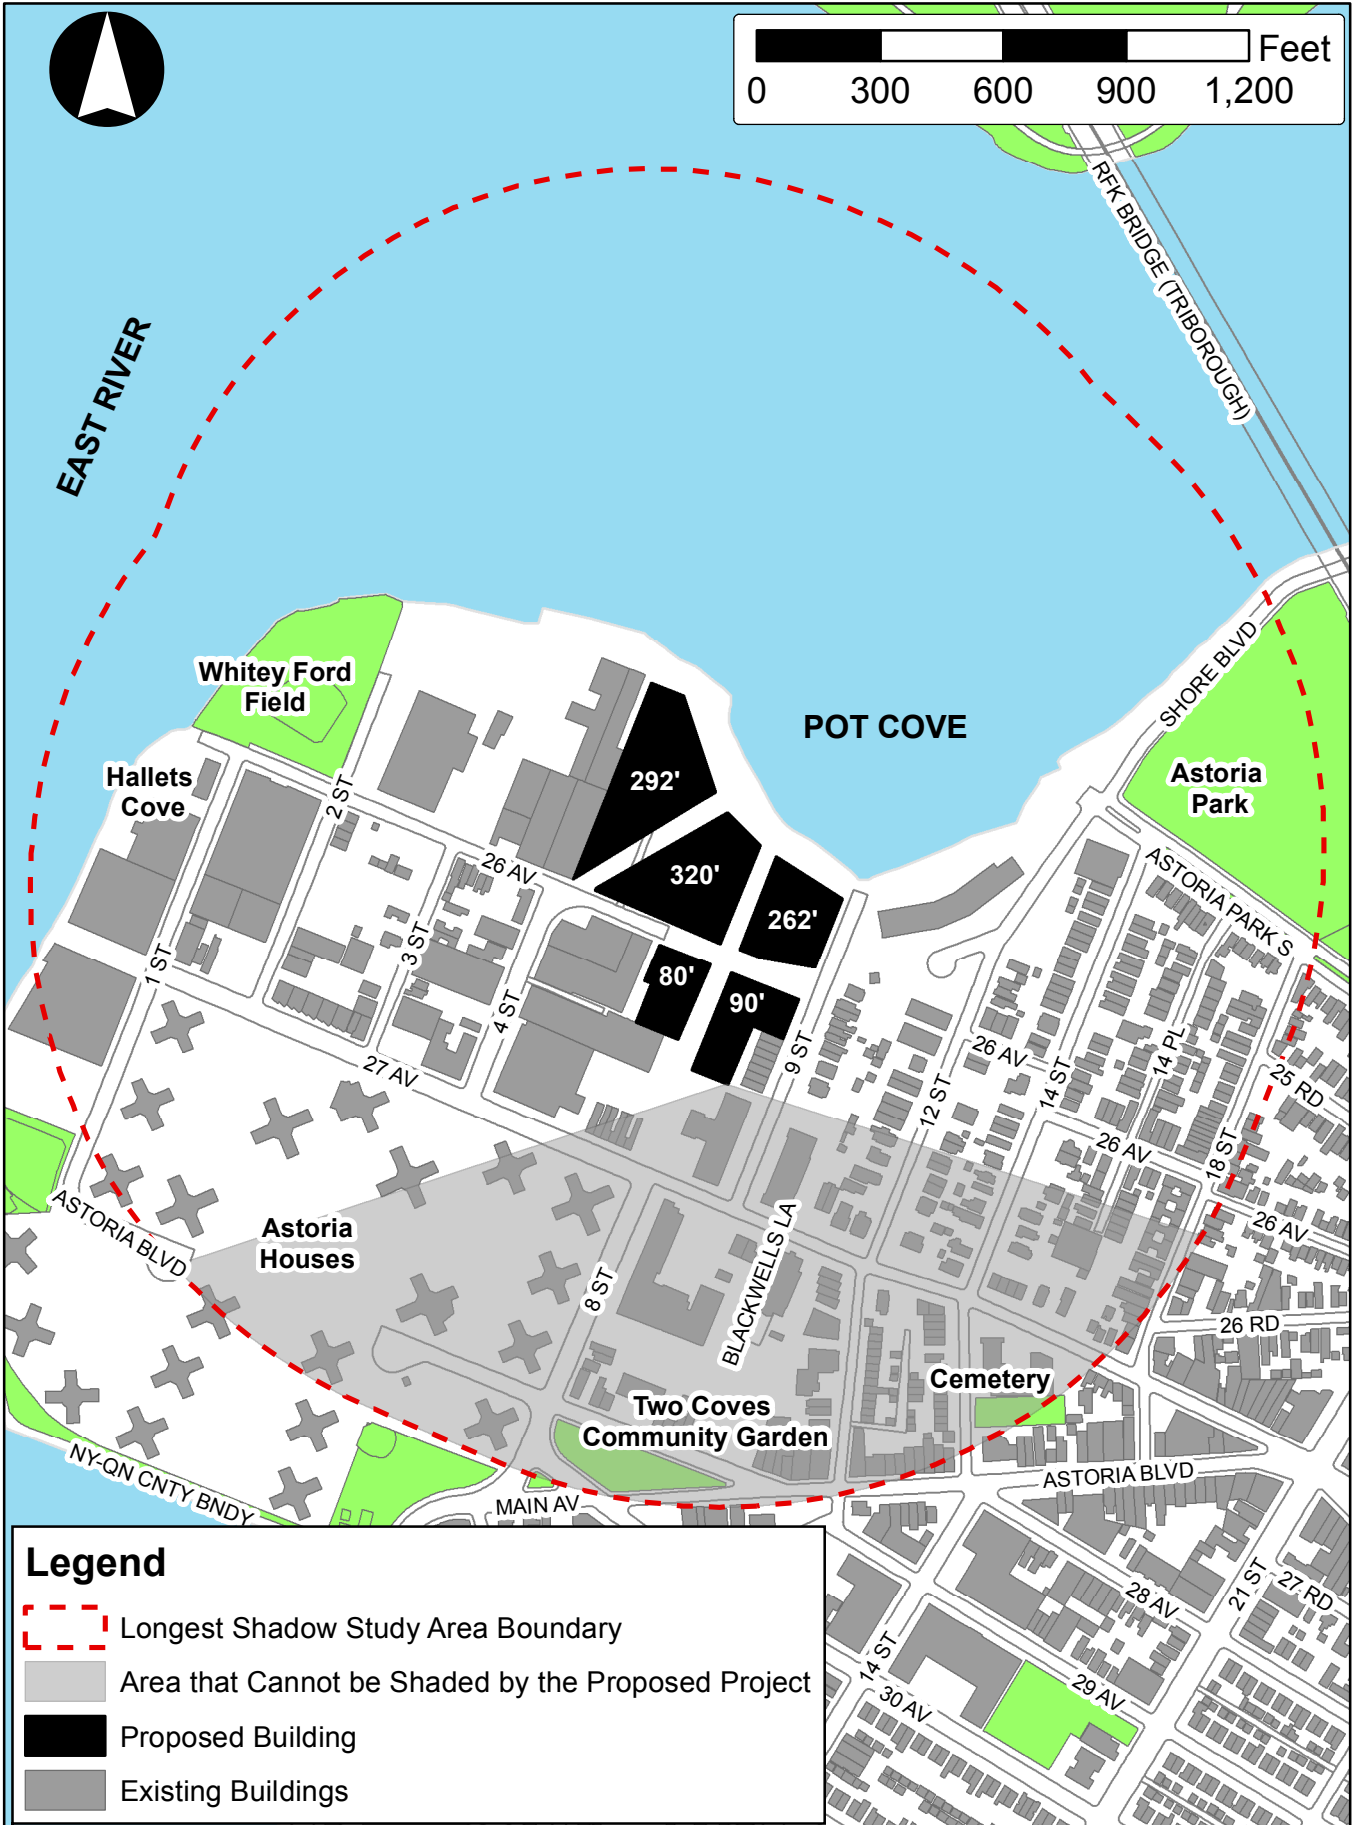 Feet
0 300 600 900 1,200
RFK BRIDGE (TRIBOROUGH)
EAST RIVER
Whitey Ford
Field
POT COVE
SHORE BLVD
Hallets
Cove
Astoria
Park
2 ST
292'
26 AV
320'
262'
ASTORIA PARK S
1 ST
3 ST
4 ST
80'
90'
9 ST
26 AV
14 ST
14 PL
25 RD
27 AV
12 ST
26 AV
18 ST
ASTORIA BLVD
Astoria
Houses
26 AV
8 ST
BLACKWELLS LA
26 RD
Cemetery
Two Coves
Community Garden
NY-QN CNTY BNDY
MAIN AV
ASTORIA BLVD
28 AV
21 ST
27 RD
14 ST
29 AV
30 AV
Legend
Longest Shadow Study Area Boundary
Area that Cannot be Shaded by the Proposed Project
Proposed Building
Existing Buildings